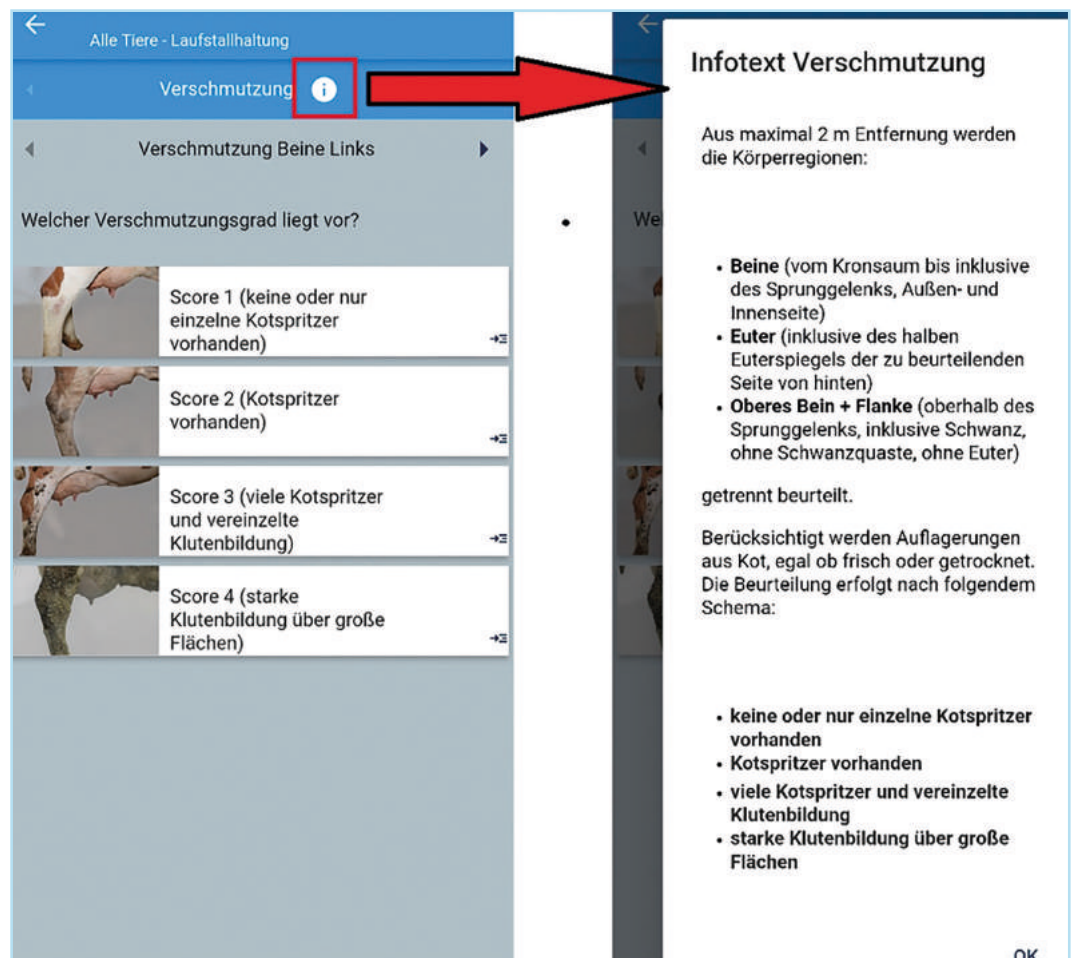 Alle Tiere - Laufstallhaltung
Verschmutzung i
Verschmutzung Beine Links
Welcher Verschmutzungsgrad liegt vor?
Score 1 (keine oder nur
einzelne Kotspritzer
vorhanden)
Score 2 (Kotspritzer
vorhanden)
Score 3 (viele Kotspritzer
und vereinzelte
Klutenbildung)
Score 4 (starke
Klutenbildung über große
Flächen)
We
Infotext Verschmutzung
Aus maximal 2 m Entfernung werden
die Körperregionen:
• Beine (vom Kronsaum bis inklusive
des Sprunggelenks, Außen- und
Innenseite)
• Euter (inklusive des halben
Euterspiegels der zu beurteilenden
Seite von hinten)
• Oberes Bein + Flanke (oberhalb des
Sprunggelenks, inklusive Schwanz,
ohne Schwanzquaste, ohne Euter)
getrennt beurteilt.
Berücksichtigt werden Auflagerungen
aus Kot, egal ob frisch oder getrocknet.
Die Beurteilung erfolgt nach folgendem
Schema:
• keine oder nur einzelne Kotspritzer
vorhanden
• Kotspritzer vorhanden
• viele Kotspritzer und vereinzelte
Klutenbildung
• starke Klutenbildung über große
Flächen
OK